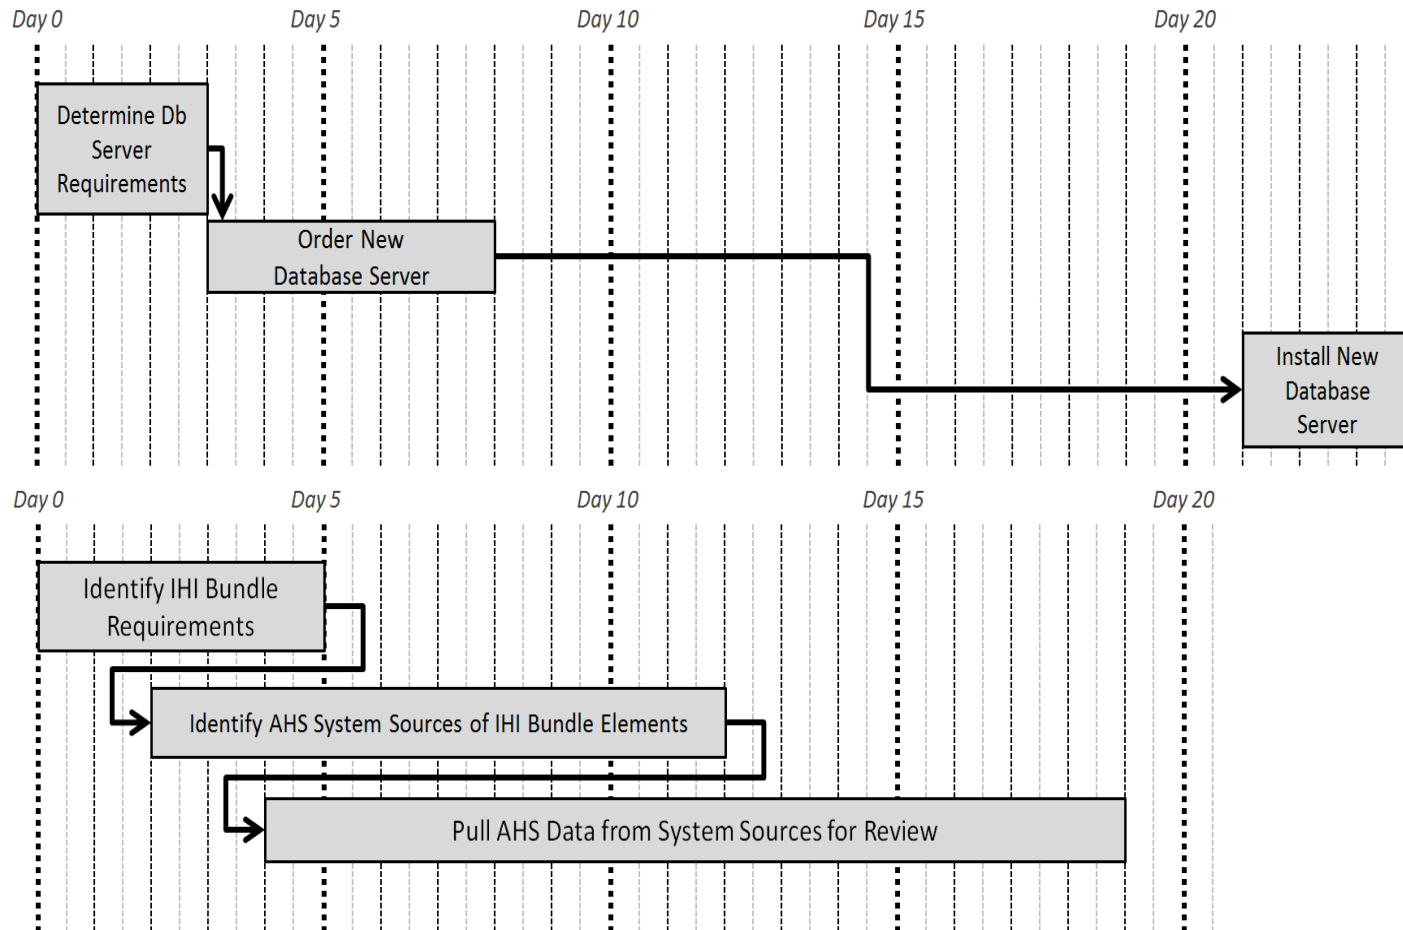 Day 0 Day 5 Day 10 Day 15 Day 20
Determine Db
Server
Requirements
Order New
Database Server
Install New
Database
Server
Day 0 Day 5 Day 10 Day 15 Day 20
Identify IHI Bundle
Requirements
Identify AHS System Sources of IHI Bundle Elements
Pull AHS Data from System Sources for Review